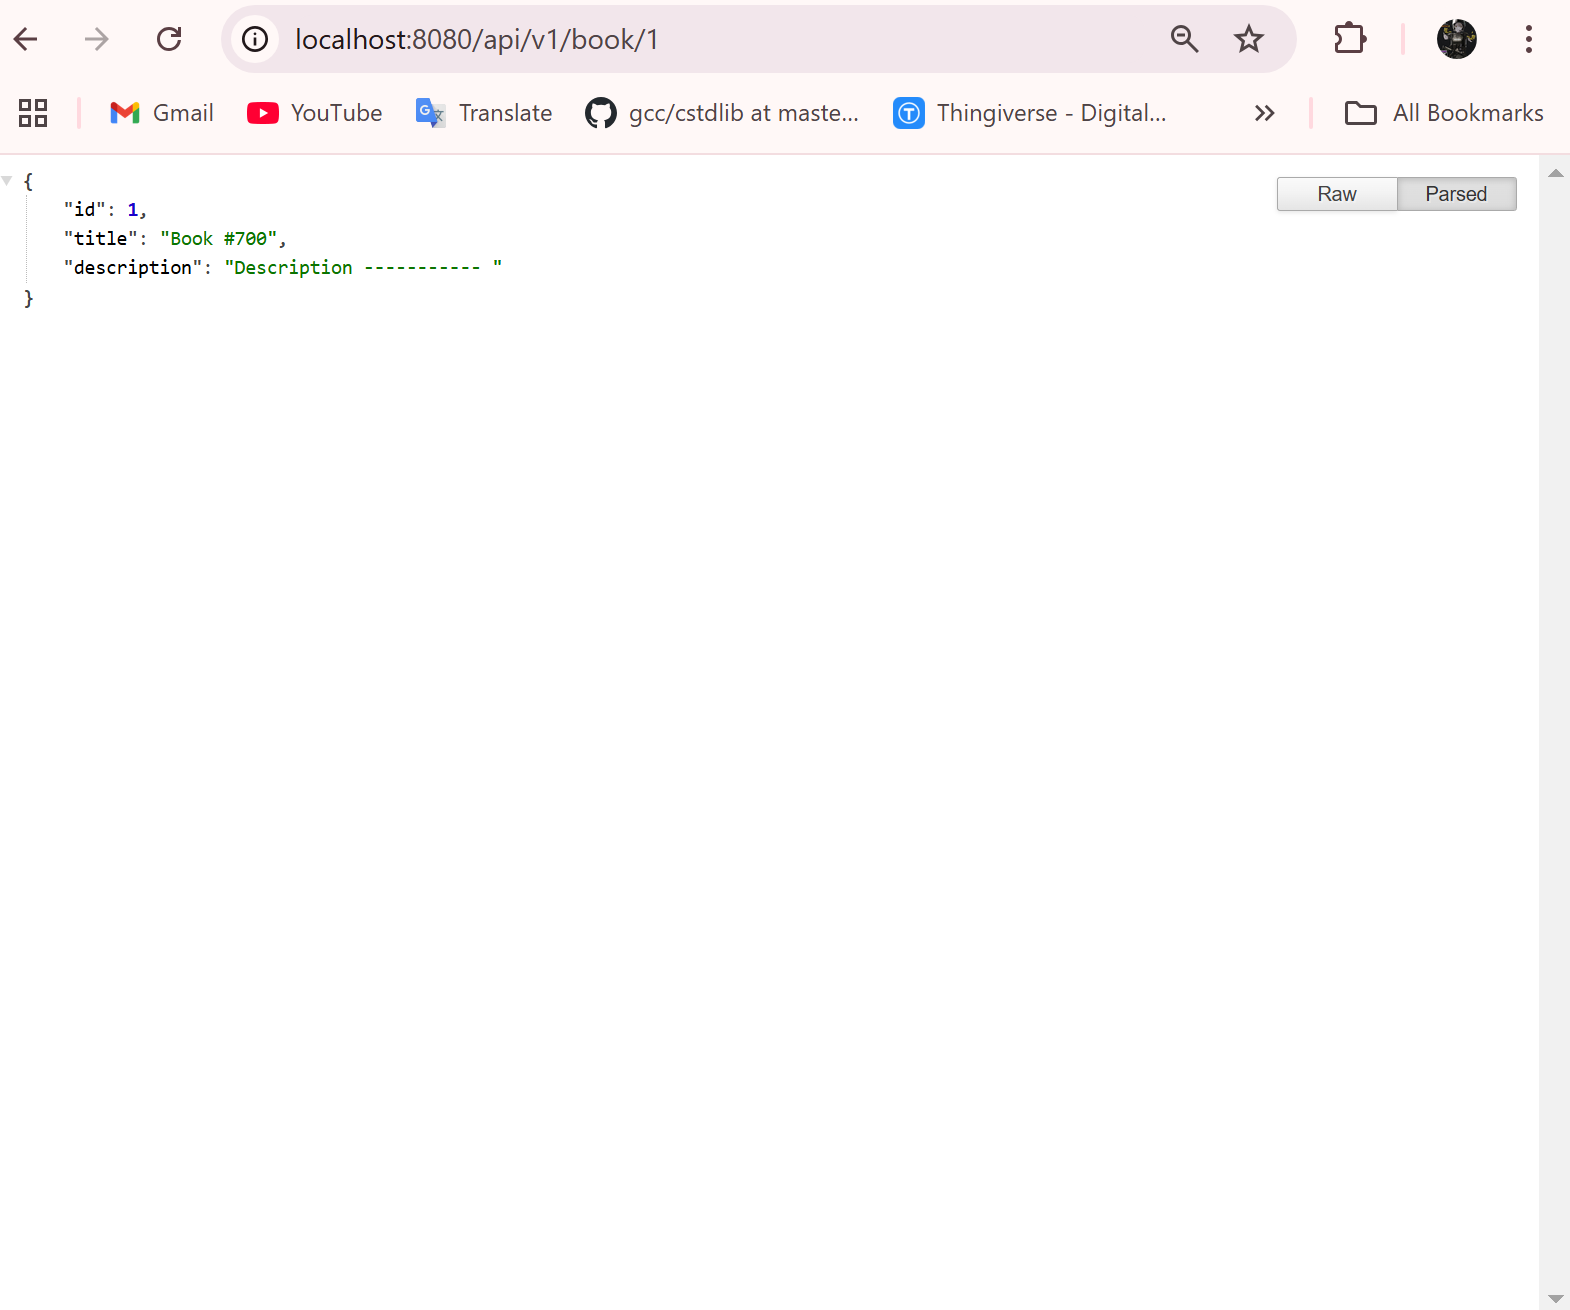 localhost:8080/api/v1/book/1
Gmail YouTube Translate gcc/cstdlib at maste... Thingiverse - Digital... All Bookmarks
Raw Parsed
{
"id": 1,
"title": "Book #700",
"description": "Description ----------- "
}